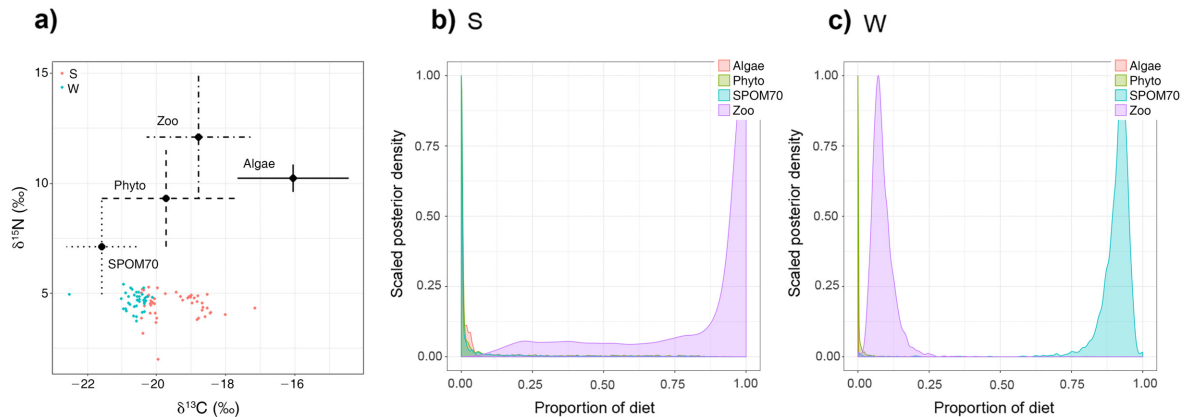 a)
S
W
Zoo
Algae
Phyto
SPOM70
15
10
5
−22
−20
−18
−16
δ15N (‰)
δ13C (‰)
b) S
Algae
Phyto
SPOM70
Zoo
1.00
0.75
0.50
0.25
0.00
0.00
0.25
0.50
0.75
1.00
Scaled posterior density
Proportion of diet
c) W
Algae
Phyto
SPOM70
Zoo
1.00
0.75
0.50
0.25
0.00
0.00
0.25
0.50
0.75
1.00
Scaled posterior density
Proportion of diet